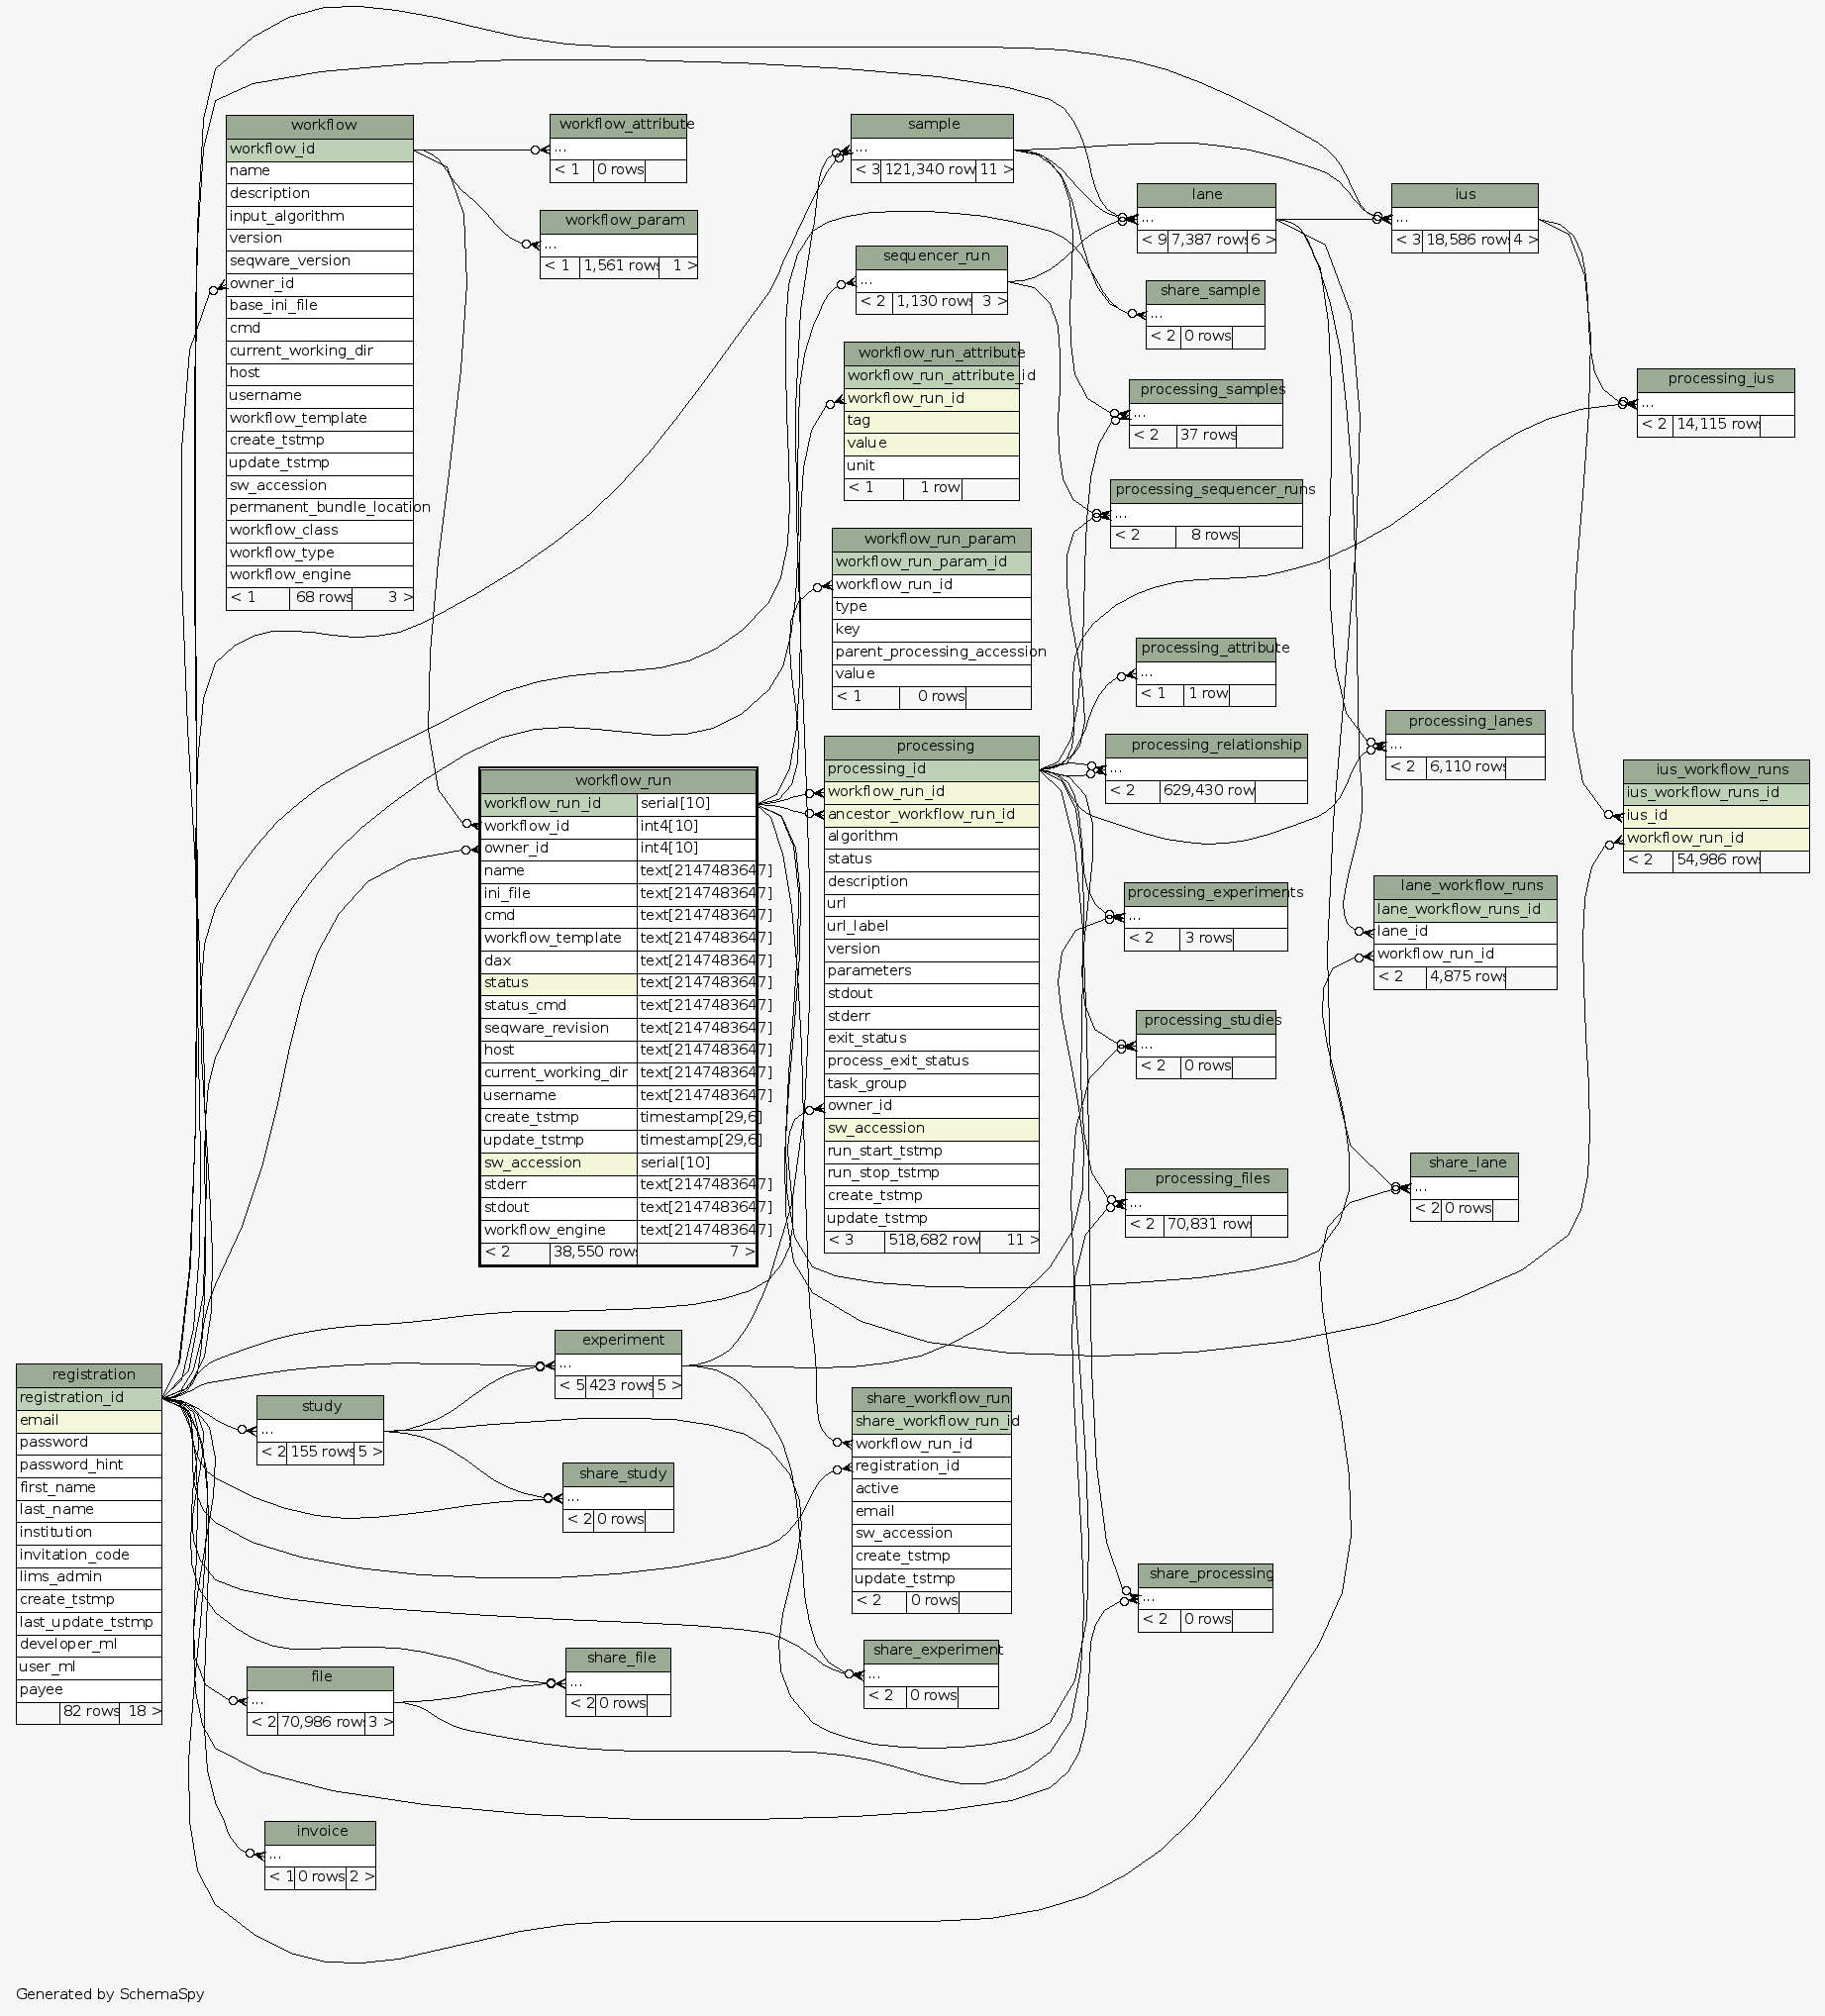 workflow
workflow_id
name
description
input_algorithm
version
seqware_version
owner_id
base_ini_file
cmd
current_working_dir
host
username
workflow_template
create_tstmp
update_tstmp
sw_accession
permanent_bundle_location
workflow_class
workflow_type
workflow_engine
< 1 68 rows 3 >
workflow_attribute
...
< 1 0 rows
workflow_param
...
< 1 1,561 rows 1 >
sample
...
< 3 121,340 row 11 >
lane
...
< 9 7,387 rows 6 >
ius
...
< 3 18,586 rows 4 >
sequencer_run
...
< 2 1,130 rows 3 >
share_sample
...
< 2 0 rows
workflow_run_attribute
workflow_run_attribute_id
workflow_run_id
tag
value
unit
< 1 1 row
processing_samples
...
< 2 37 rows
processing_ius
...
< 2 14,115 rows
processing_sequencer_runs
...
< 2 8 rows
workflow_run_param
workflow_run_param_id
workflow_run_id
type
key
parent_processing_accession
value
< 1 0 rows
processing_attribute
...
< 1 1 row
processing_lanes
...
< 2 6,110 rows
processing_relationship
...
< 2 629,430 row
ius_workflow_runs
ius_workflow_runs_id
ius_id
workflow_run_id
< 2 54,986 rows
workflow_run
workflow_run_id serial[10]
workflow_id int4[10]
owner_id int4[10]
name text[2147483647]
ini_file text[2147483647]
cmd text[2147483647]
workflow_template text[2147483647]
dax text[2147483647]
status text[2147483647]
status_cmd text[2147483647]
seqware_revision text[2147483647]
host text[2147483647]
current_working_dir text[2147483647]
username text[2147483647]
create_tstmp timestamp[29,6]
update_tstmp timestamp[29,6]
sw_accession serial[10]
stderr text[2147483647]
stdout text[2147483647]
workflow_engine text[2147483647]
< 2 38,550 rows 7 >
processing
processing_id
workflow_run_id
ancestor_workflow_run_id
algorithm
status
description
url
url_label
version
parameters
stdout
stderr
exit_status
process_exit_status
task_group
owner_id
sw_accession
run_start_tstmp
run_stop_tstmp
create_tstmp
update_tstmp
< 3 518,682 row 11 >
processing_experiments
...
< 2 3 rows
lane_workflow_runs
lane_workflow_runs_id
lane_id
workflow_run_id
< 2 4,875 rows
processing_studies
...
< 2 0 rows
processing_files
...
< 2 70,831 rows
share_lane
...
< 2 0 rows
experiment
...
< 5 423 rows 5 >
registration
registration_id
email
password
password_hint
first_name
last_name
institution
invitation_code
lims_admin
create_tstmp
last_update_tstmp
developer_ml
user_ml
payee
82 rows 18 >
study
...
< 2 155 rows 5 >
share_study
...
< 2 0 rows
share_workflow_run
share_workflow_run_id
workflow_run_id
registration_id
active
email
sw_accession
create_tstmp
update_tstmp
< 2 0 rows
share_processing
...
< 2 0 rows
share_experiment
...
< 2 0 rows
share_file
...
< 2 0 rows
file
...
< 2 70,986 rows 3 >
invoice
...
< 1 0 rows 2 >
Generated by SchemaSpy